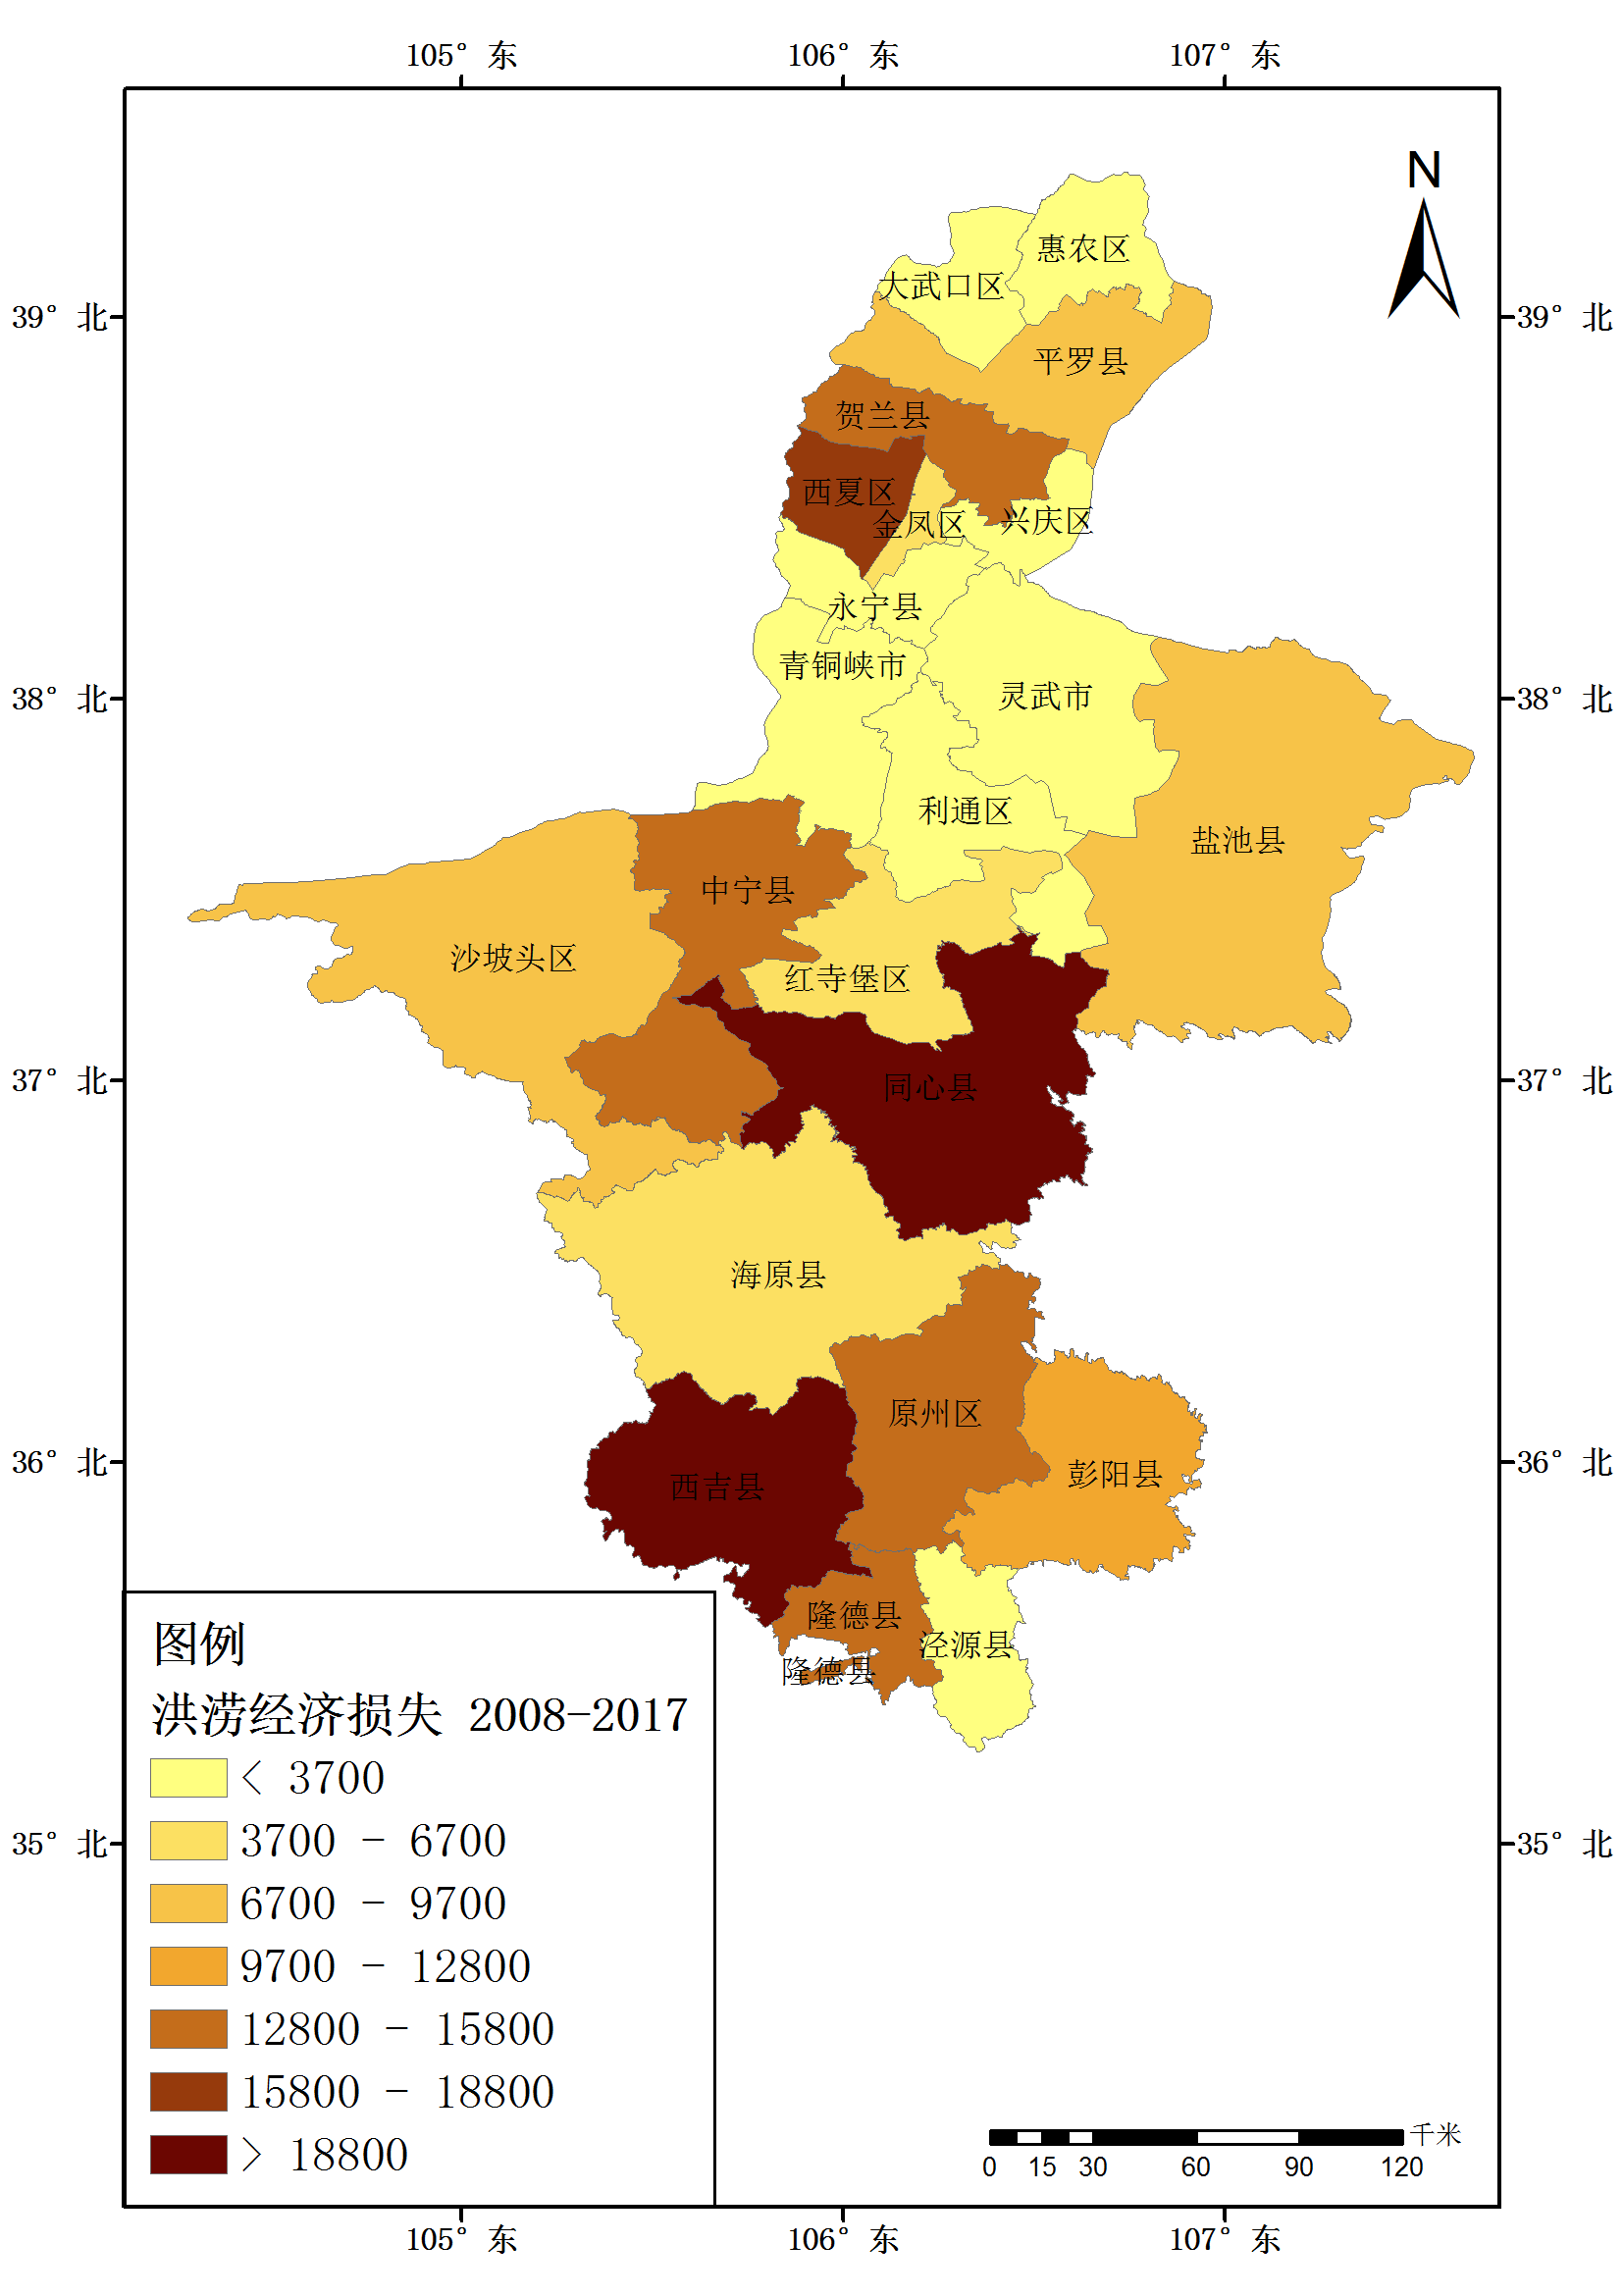 105° 东 106° 东 107° 东
N
惠农区
大武口区
39° 北 39° 北
平罗县
贺兰县
西夏区
金凤区 兴庆区
永宁县
青铜峡市
灵武市
38° 北 38° 北
利通区
盐池县
中宁县
沙坡头区
红寺堡区
37° 北 37° 北
同心县
海原县
原州区
36° 北 36° 北
彭阳县
西吉县
隆德县
泾源县
隆德县
图例
洪涝经济损失 2008-2017
< 3700
3700 - 6700
35° 北 35° 北
6700 - 9700
9700 - 12800
12800 - 15800
15800 - 18800
> 18800
千米
0 15 30 60 90 120
105° 东 106° 东 107° 东